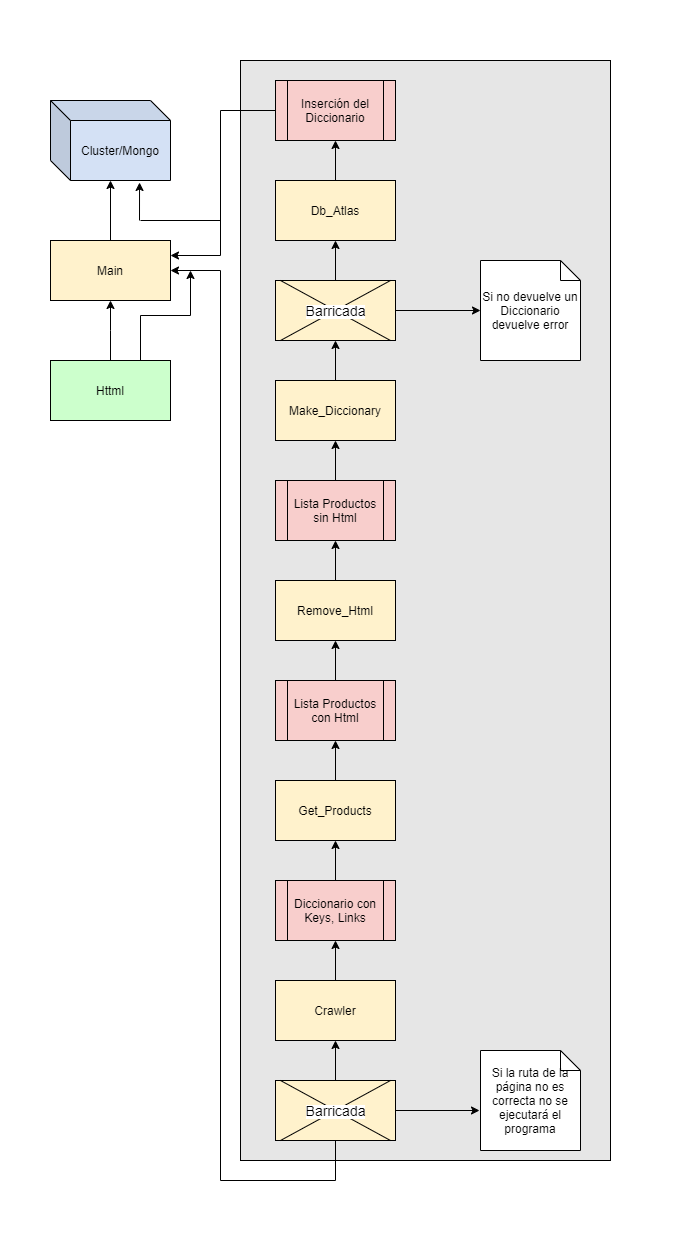 Inserción del
Diccionario
Cluster/Mongo
Db_Atlas
Main
Barricada
Si no devuelve un
Diccionario
devuelve error
Httml
Make_Diccionary
Lista Productos
sin Html
Remove_Html
Lista Productos
con Html
Get_Products
Diccionario con
Keys, Links
Crawler
Barricada
Si la ruta de la
página no es
correcta no se
ejecutará el
programa